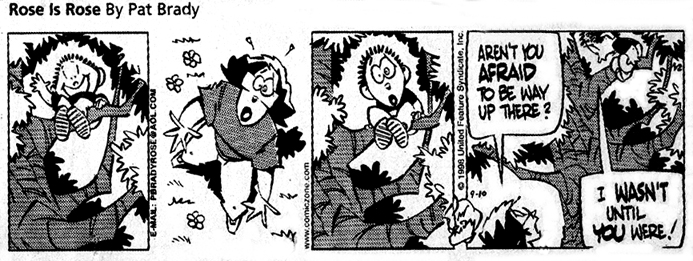 Rose Is Rose By Pat Brady
E-MAIL: PBRADYROSE@AOL.COM
www.comiczone.com
© 1998 United Feature Syndicate, Inc.
AREN'T YOU
AFRAID
TO BE WAY
UP THERE?
9-10
I WASN'T
UNTIL
YOU WERE!